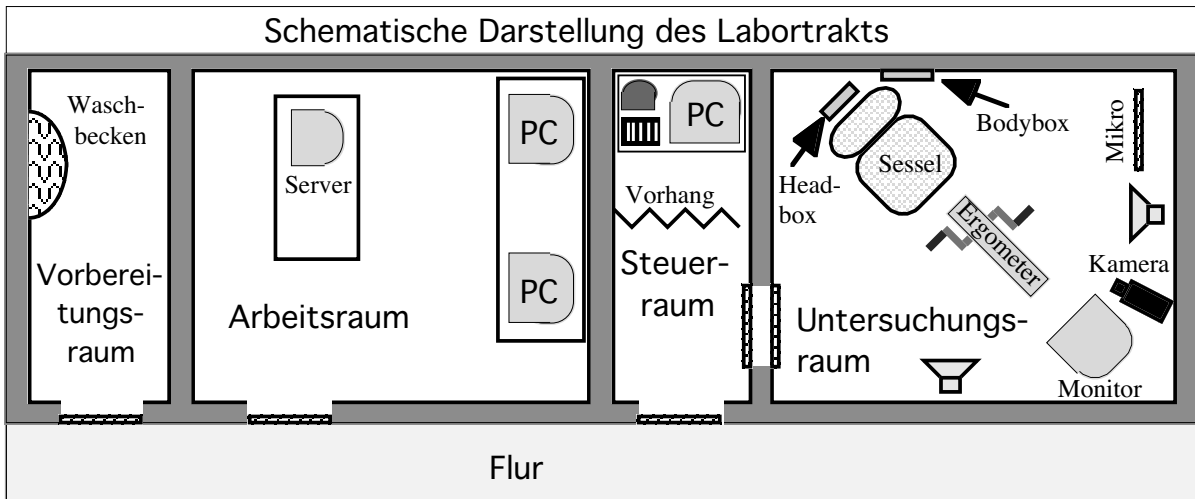 Schematische Darstellung des Labortrakts
Wasch-
becken
Vorberei-
tungs-
raum
Server
PC
PC
Arbeitsraum
PC
Vorhang
Steuer-
raum
Bodybox
Head-
box
Sessel
Mikro
Ergometer
Kamera
Untersuchungs-
raum
Monitor
Flur